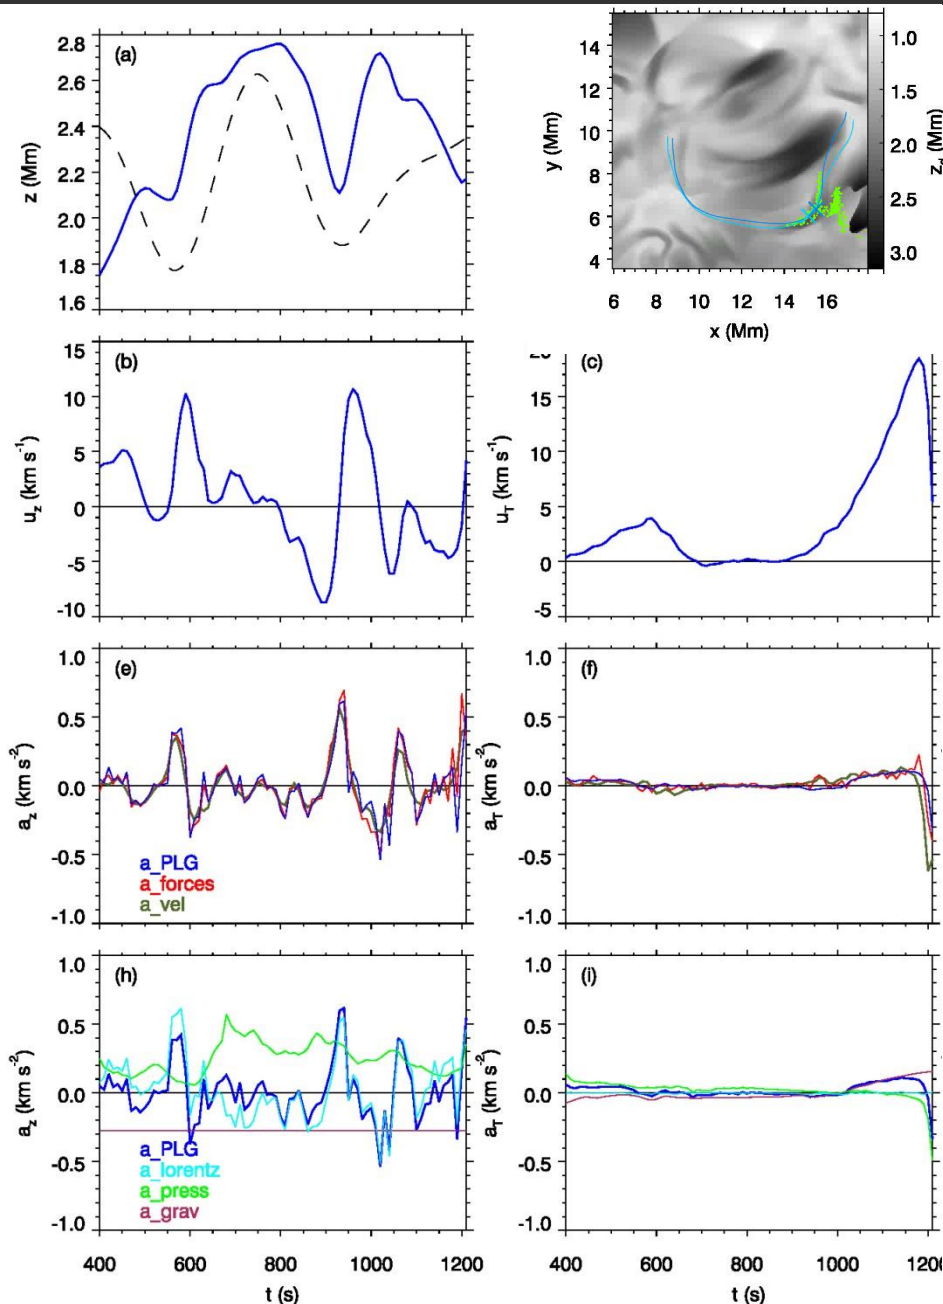 (a)
2.8
2.6
2.4
2.2
2.0
1.8
1.6
z (Mm)
14
12
10
8
6
4
y (Mm)
6 8 10 12 14 16
x (Mm)
1.0
1.5
2.0
2.5
3.0
(b)
15
10
5
0
-5
-10
u_z (km s⁻¹)
(c)
15
10
5
0
-5
u_T (km s⁻¹)
(e)
1.0
0.5
0.0
-0.5
-1.0
a_z (km s⁻²)
a_PLG
a_forces
a_vel
(f)
1.0
0.5
0.0
-0.5
-1.0
a_T (km s⁻²)
(h)
1.0
0.5
0.0
-0.5
-1.0
a_z (km s⁻²)
a_PLG
a_lorentz
a_press
a_grav
400 600 800 1000 1200
t (s)
(i)
1.0
0.5
0.0
-0.5
-1.0
a_T (km s⁻²)
400 600 800 1000
t (s)